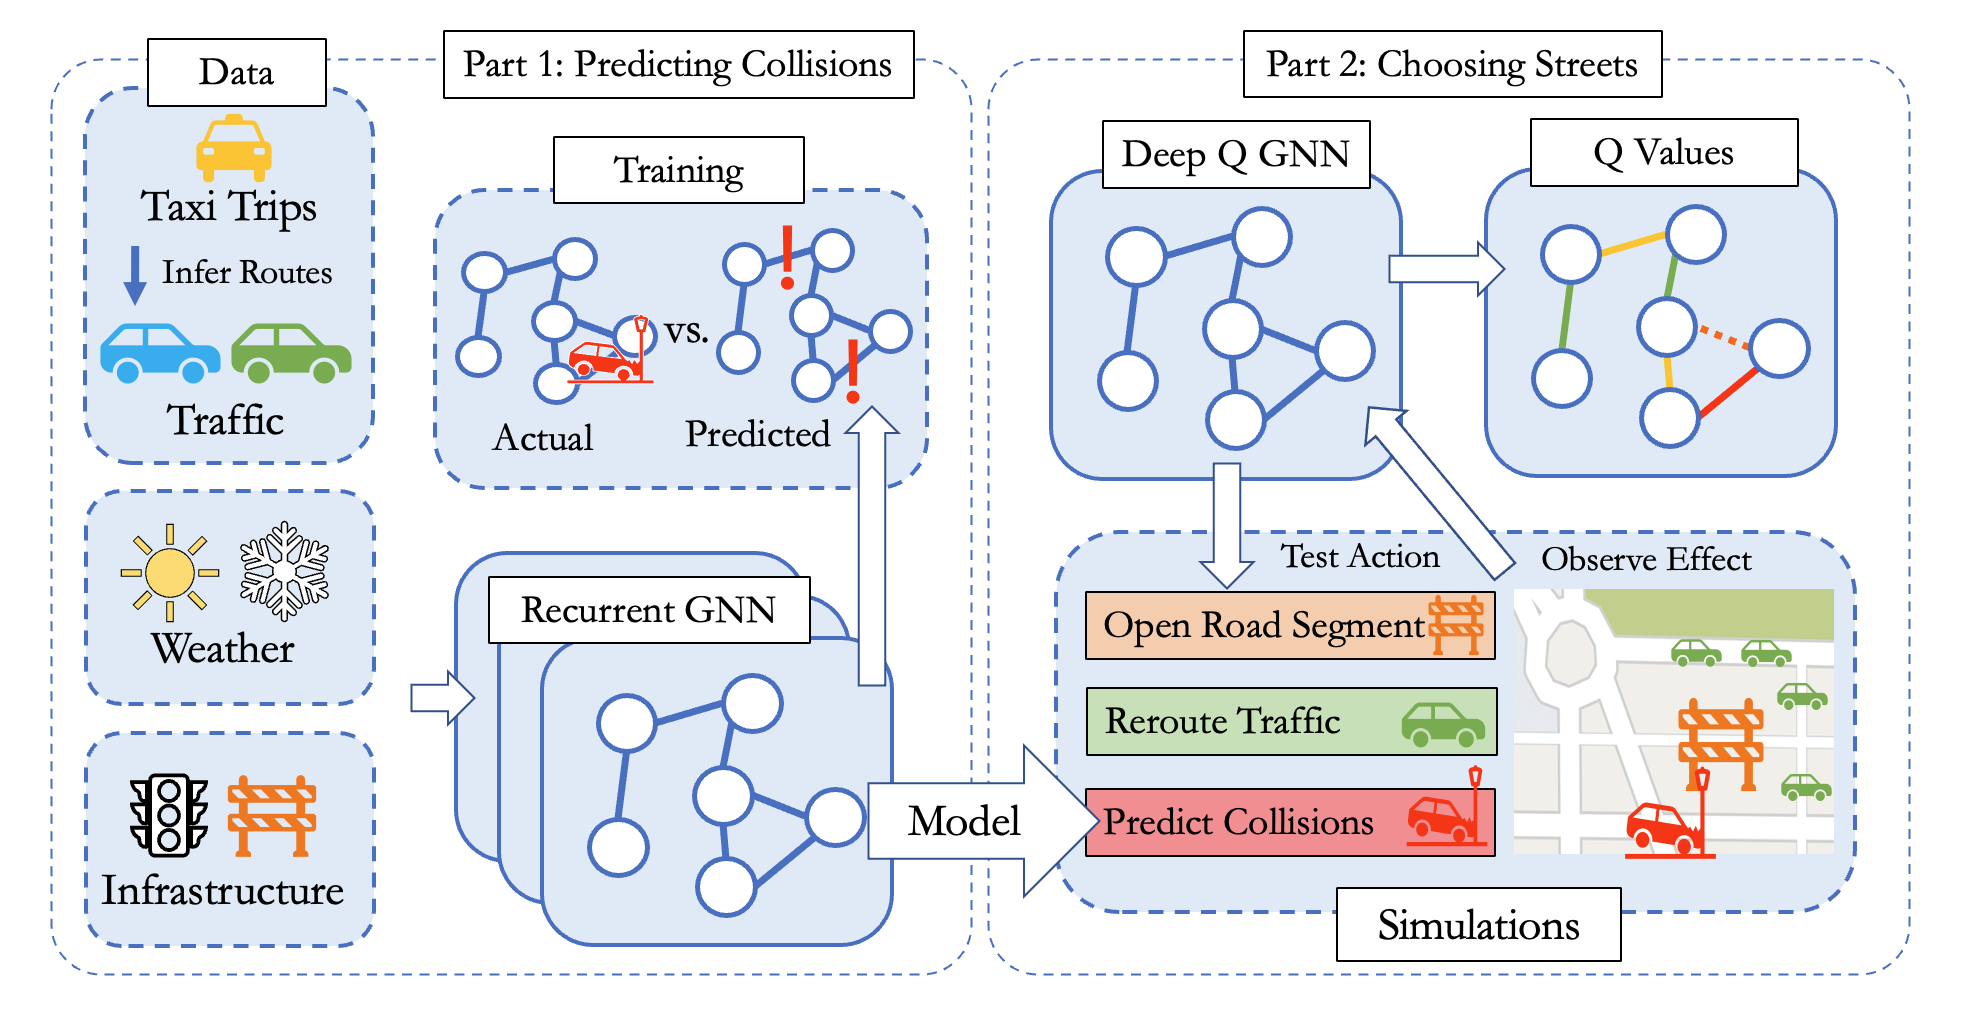 Data
Taxi Trips
Infer Routes
Traffic
Weather
Infrastructure
Part 1: Predicting Collisions
Training
vs.
Actual
Predicted
Recurrent GNN
Model
Part 2: Choosing Streets
Deep Q GNN
Q Values
Test Action
Observe Effect
Open Road Segment
Reroute Traffic
Predict Collisions
Simulations